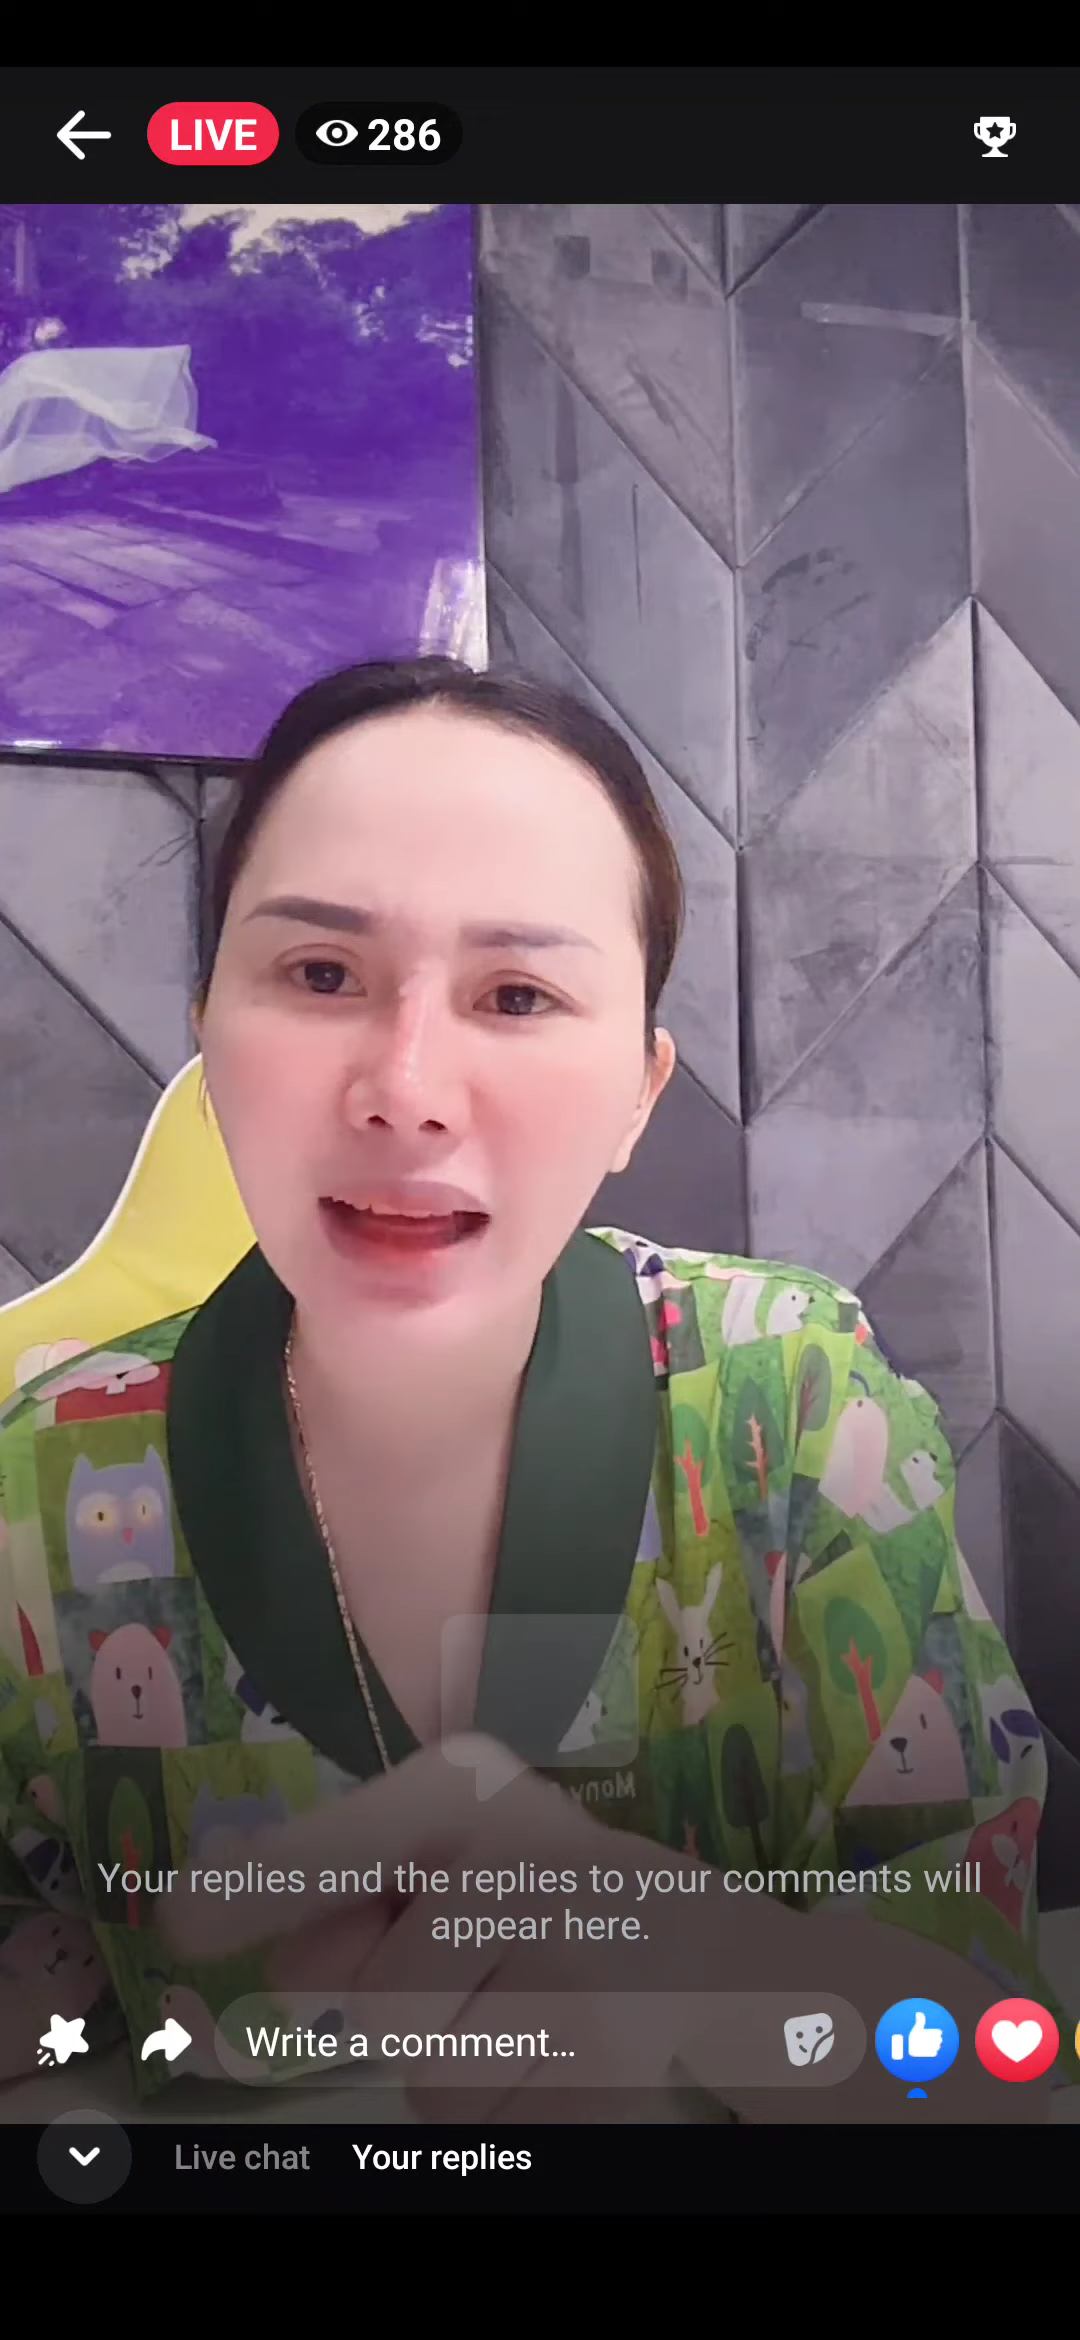 LIVE
286
Your replies and the replies to your comments will
appear here.
Write a comment...
Live chat
Your replies